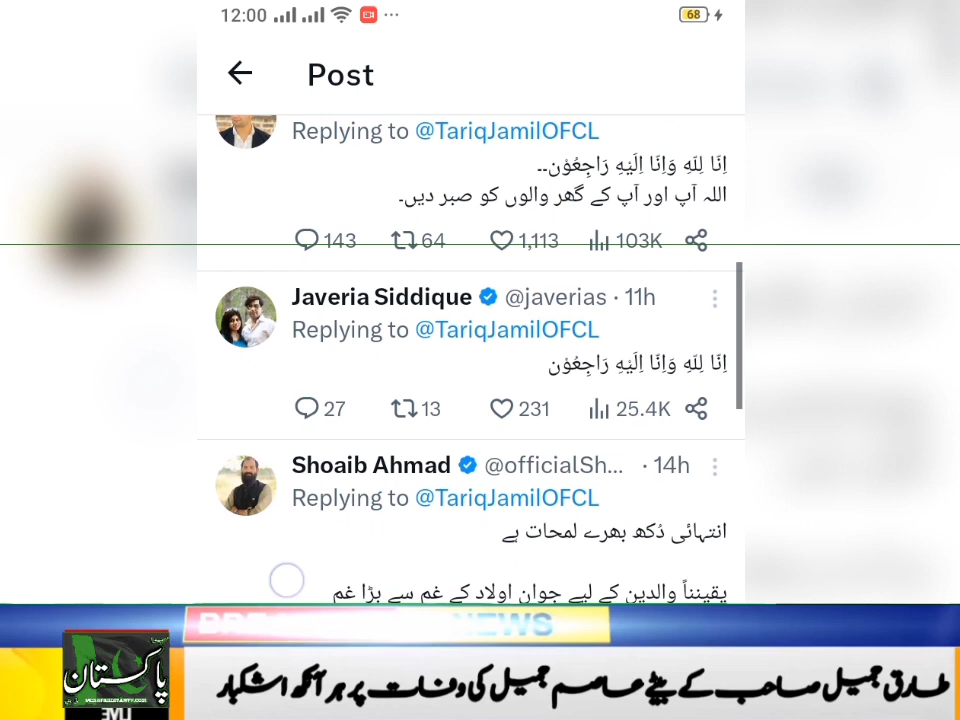 12:00
68
Post
Replying to @TariqJamilOFCL
اِنّا لِلّٰهِ وَاِنّا اِلَيْهِ رَاجِعُوْن۔۔
اللہ آپ اور آپ کے گھر والوں کو صبر دیں۔
143 64 1,113 103K
Javeria Siddique @javerias · 11h
Replying to @TariqJamilOFCL
اِنّا لِلّٰهِ وَاِنّا اِلَيْهِ رَاجِعُوْن
27 13 231 25.4K
Shoaib Ahmad @officialSh... · 14h
Replying to @TariqJamilOFCL
انتہائی دُکھ بھرے لمحات ہے
یقیناً والدین کے لیے جوان اولاد کے غم سے بڑا غم
BREAKING NEWS
پاکستان
طارق جمیل صاحب کے بیٹے عاصم جمیل کی وفات پر ہر آنکھ اشکبار